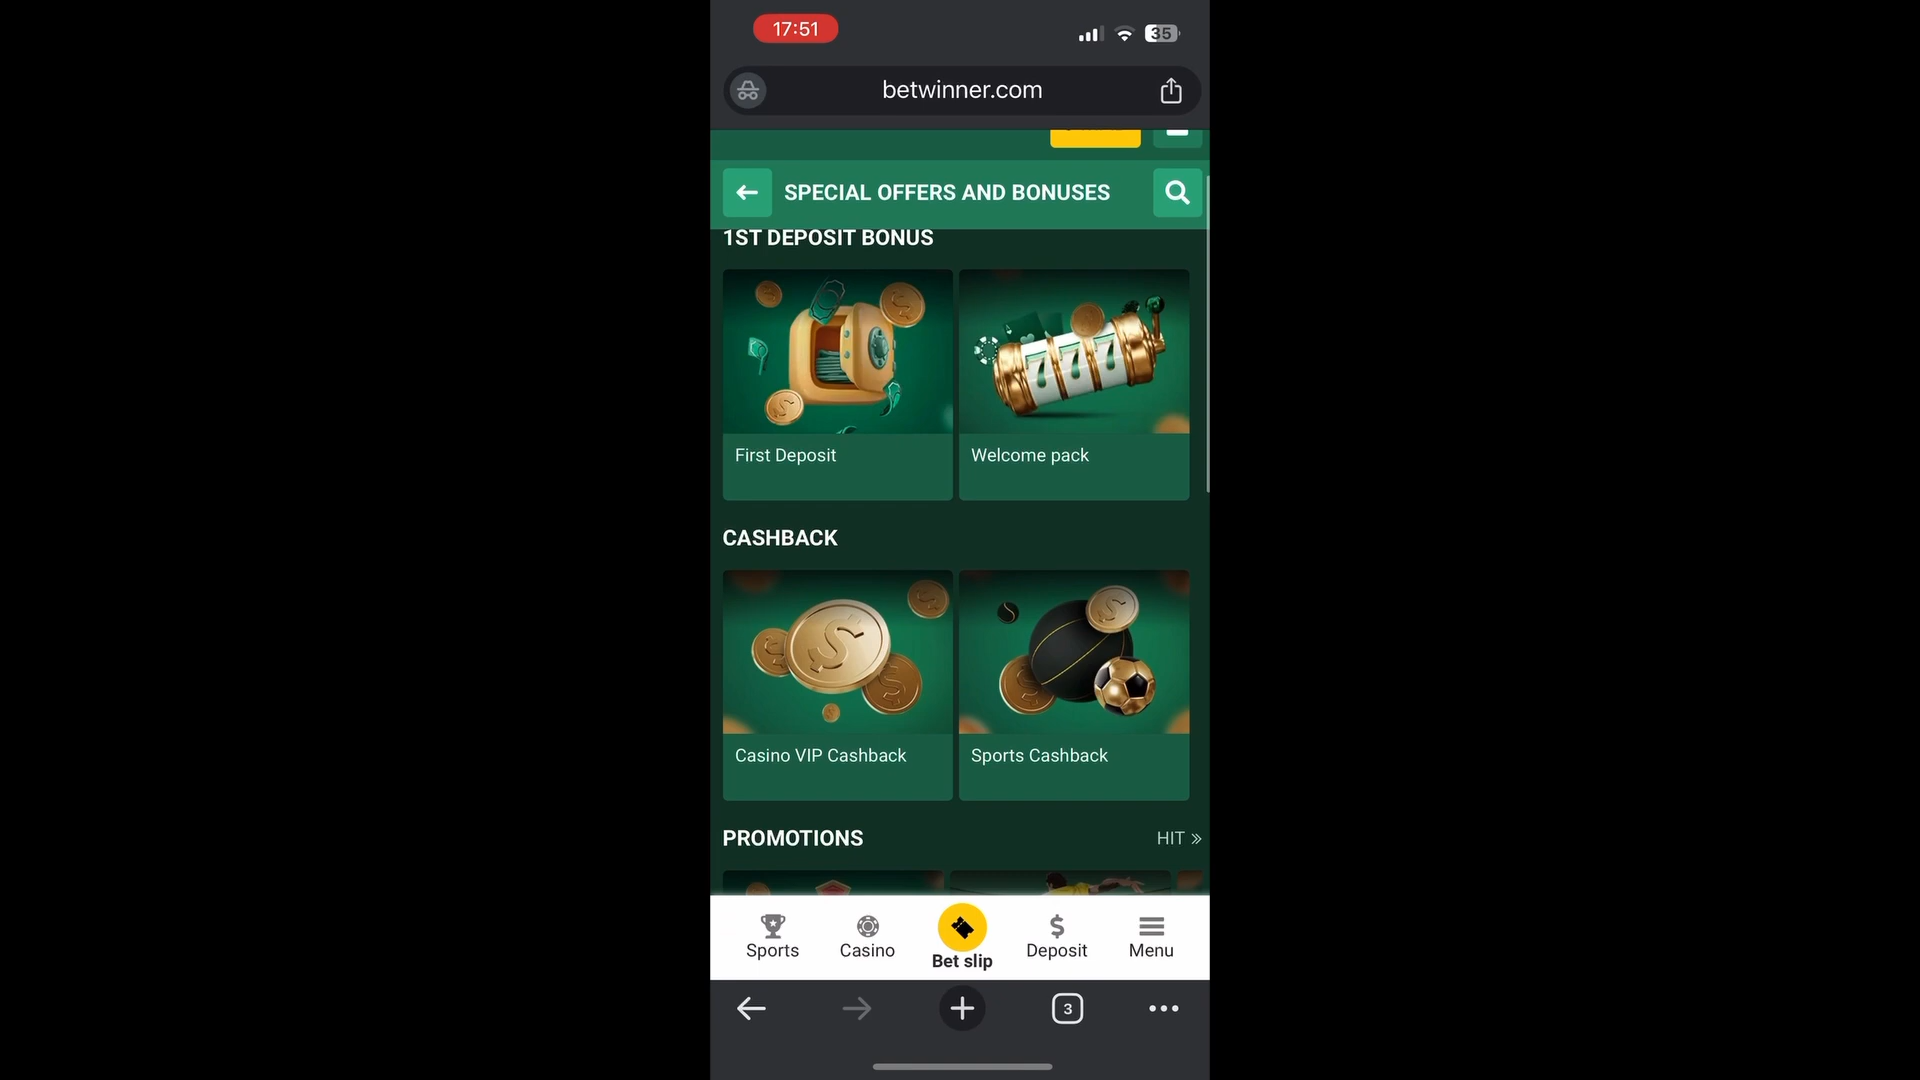 17:51
35
betwinner.com
SPECIAL OFFERS AND BONUSES
1ST DEPOSIT BONUS
777
First Deposit
Welcome pack
CASHBACK
Casino VIP Cashback
Sports Cashback
PROMOTIONS
HIT »
Sports
Casino
Bet slip
Deposit
Menu
3